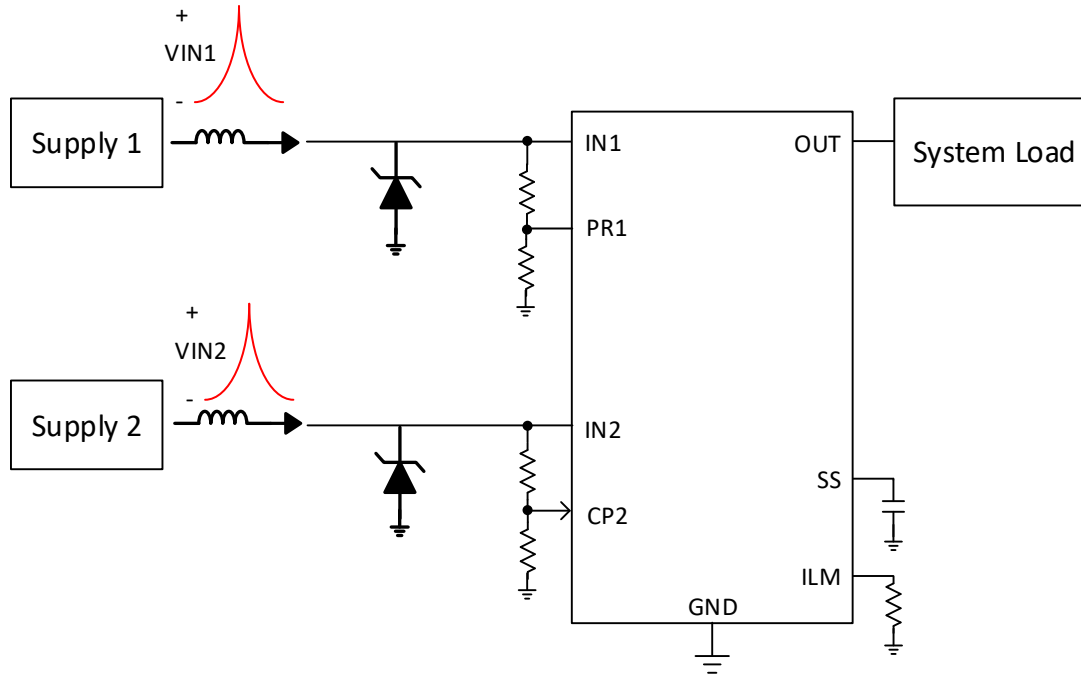 +
VIN1
-
Supply 1
IN1
OUT
System Load
PR1
+
VIN2
-
Supply 2
IN2
CP2
SS
ILM
GND